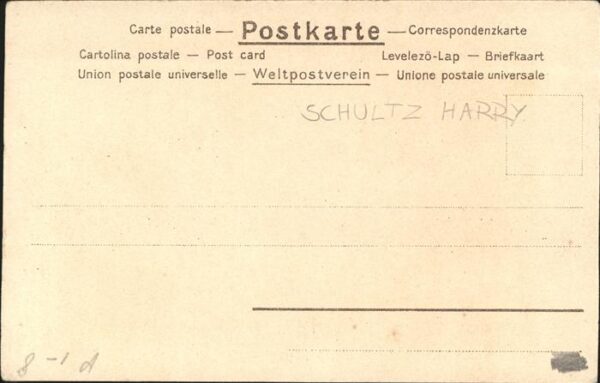 Carte postale — Postkarte — Correspondenzkarte
Cartolina postale — Post card Levelező-Lap — Briefkaart
Union postale universelle — Weltpostverein — Unione postale universale
SCHULTZ HARRY
8 -1 d